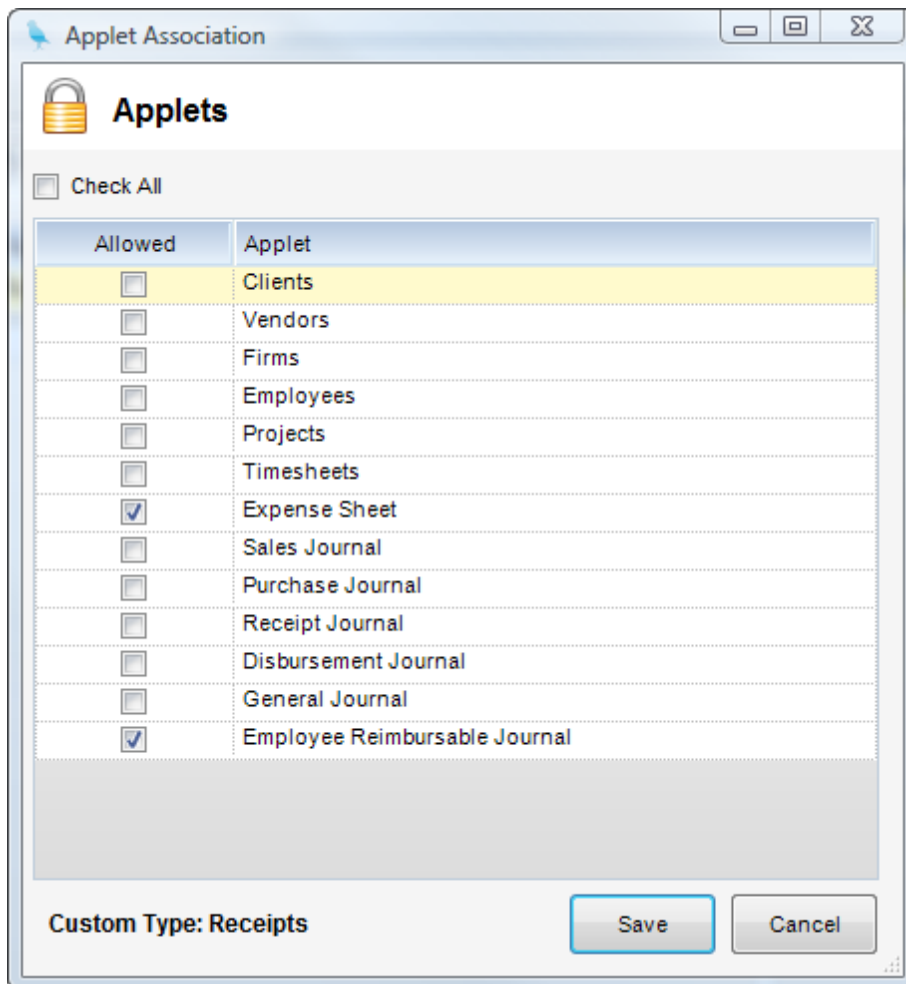 Applet Association
Applets
Check All
Allowed Applet
Clients
Vendors
Firms
Employees
Projects
Timesheets
Expense Sheet
Sales Journal
Purchase Journal
Receipt Journal
Disbursement Journal
General Journal
Employee Reimbursable Journal
Custom Type: Receipts Save Cancel